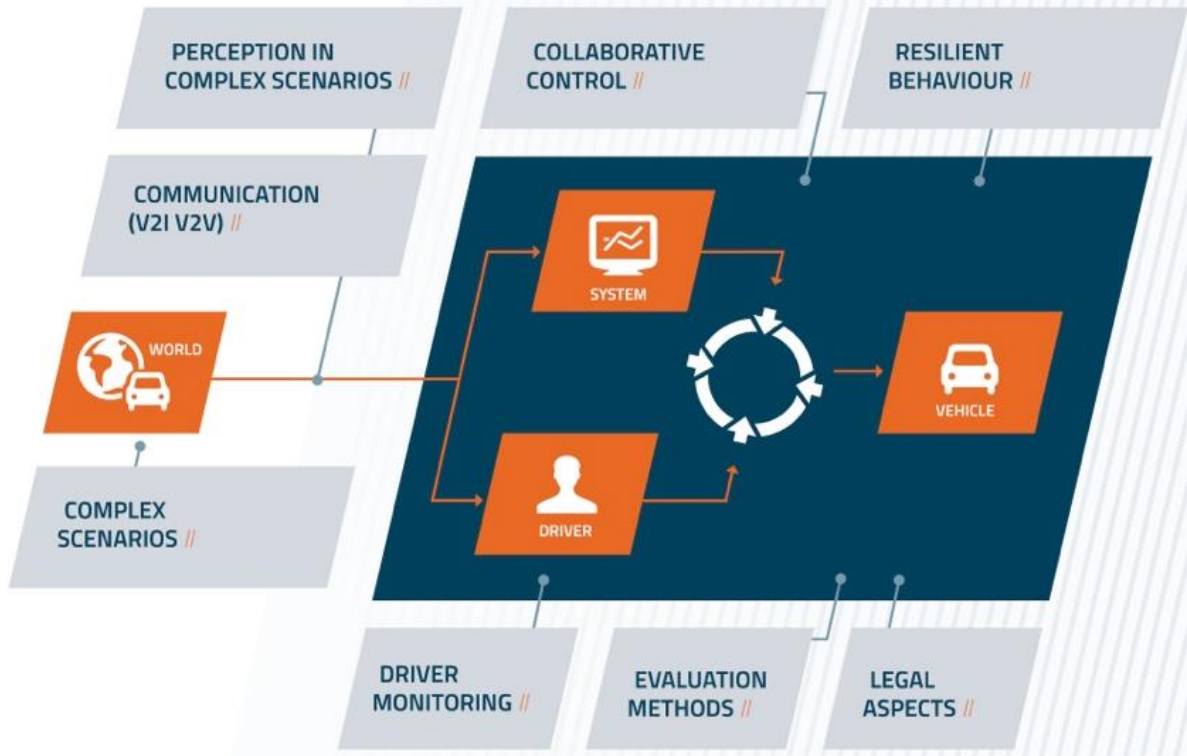 PERCEPTION IN
COMPLEX SCENARIOS //
COLLABORATIVE
CONTROL //
RESILIENT
BEHAVIOUR //
COMMUNICATION
(V2I V2V) //
SYSTEM
WORLD
VEHICLE
DRIVER
COMPLEX
SCENARIOS //
DRIVER
MONITORING //
EVALUATION
METHODS //
LEGAL
ASPECTS //